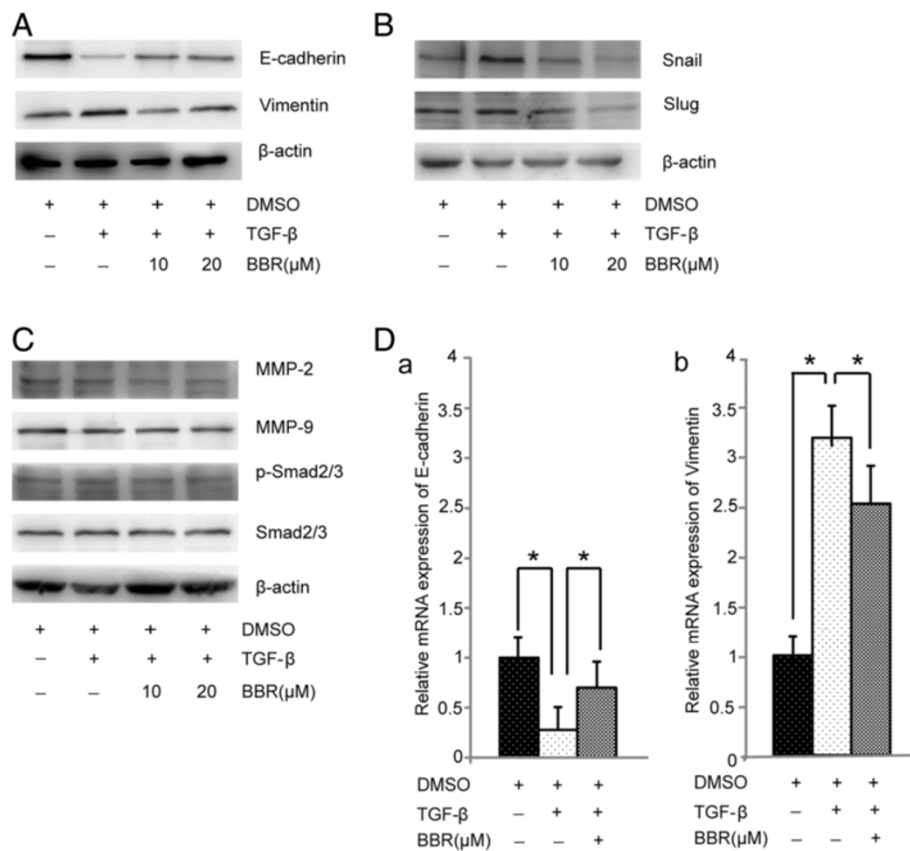 A
E-cadherin
Vimentin
β-actin
+ + + + DMSO
– + + + TGF-β
– – 10 20 BBR(μM)
B
Snail
Slug
β-actin
+ + + + DMSO
– + + + TGF-β
– – 10 20 BBR(μM)
C
MMP-2
MMP-9
p-Smad2/3
Smad2/3
β-actin
+ + + + DMSO
– + + + TGF-β
– – 10 20 BBR(μM)
D
a
Relative mRNA expression of E-cadherin
4
3.5
3
2.5
2
1.5
1
0.5
0
* *
DMSO + + +
TGF-β – + +
BBR(μM) – – +
b
Relative mRNA expression of Vimentin
4
3.5
3
2.5
2
1.5
1
0.5
0
* *
DMSO + + +
TGF-β – + +
BBR(μM) – – +